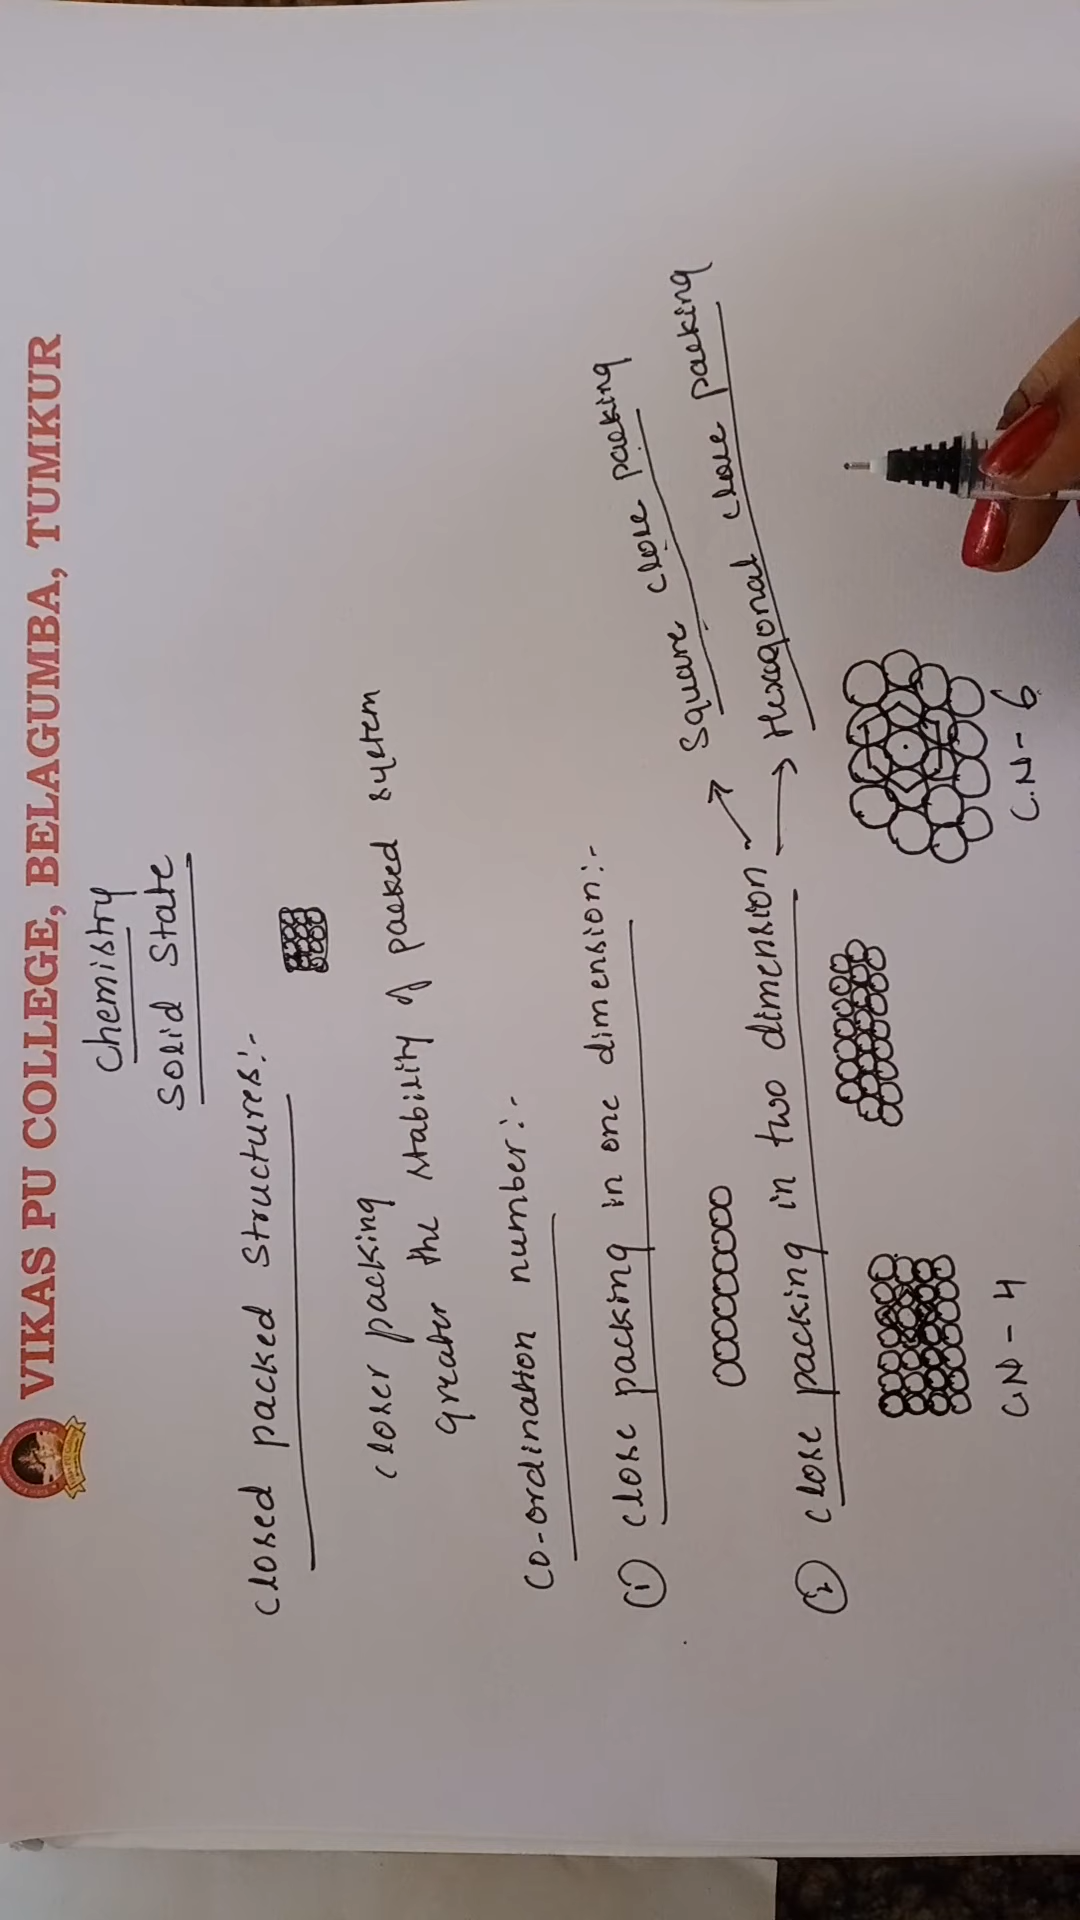 VIKAS PU COLLEGE, BELAGUMBA, TUMKUR
Chemistry
Solid State
Closed packed Structures:-
Closer packing
greater the stability of packed system
Co-ordination number:-
① Close packing in one dimension:-
② Close packing in two dimension
Square close packing
Hexagonal close packing
C.N - 4
C.N - 6